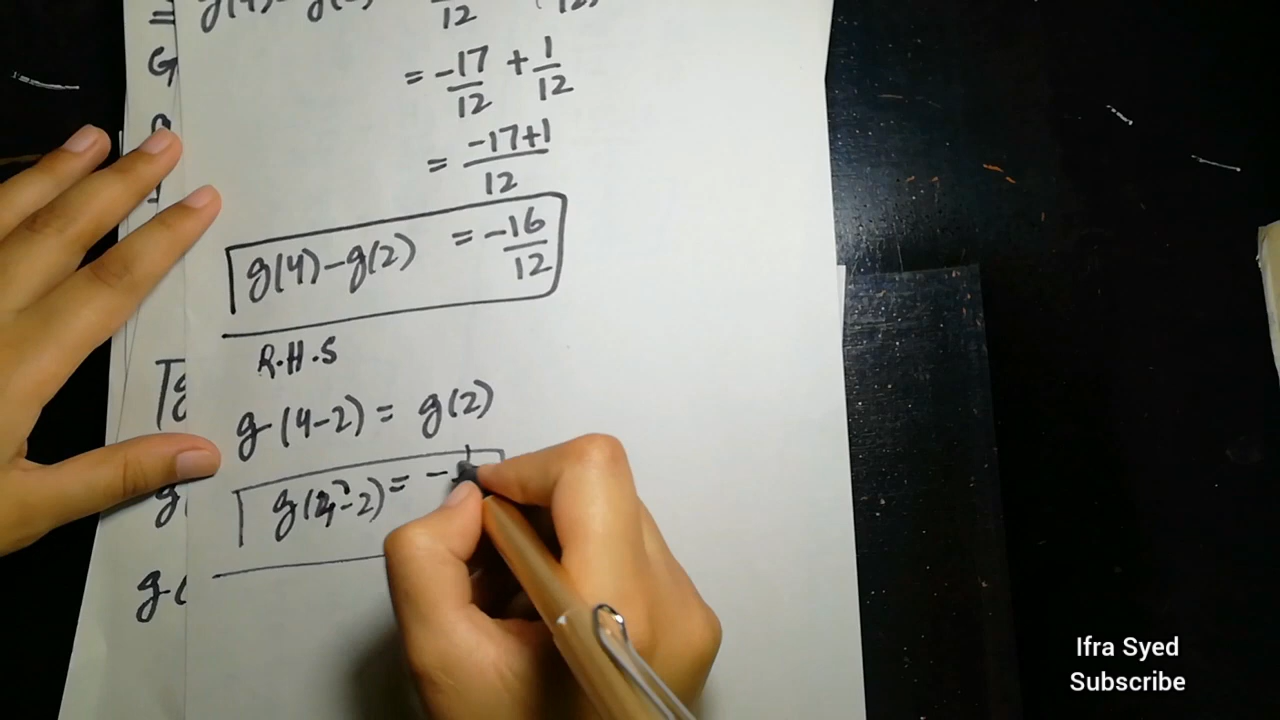 = -17/12 + 1/12
= -17+1/12
g(4)-g(2) = -16/12
R.H.S
g(4-2) = g(2)
g(4-2) = -
Ifra Syed
Subscribe